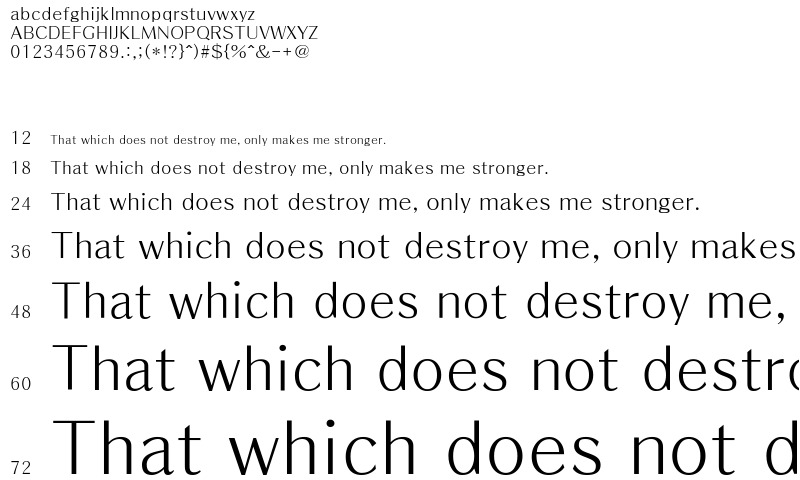 abcdefghijklmnopqrstuvwxyz
ABCDEFGHIJKLMNOPQRSTUVWXYZ
0123456789.:,;(*!?}^)#${%^&-+@
12 That which does not destroy me, only makes me stronger.
18 That which does not destroy me, only makes me stronger.
24 That which does not destroy me, only makes me stronger.
36 That which does not destroy me, only makes
48 That which does not destroy me,
60 That which does not destro
72 That which does not d